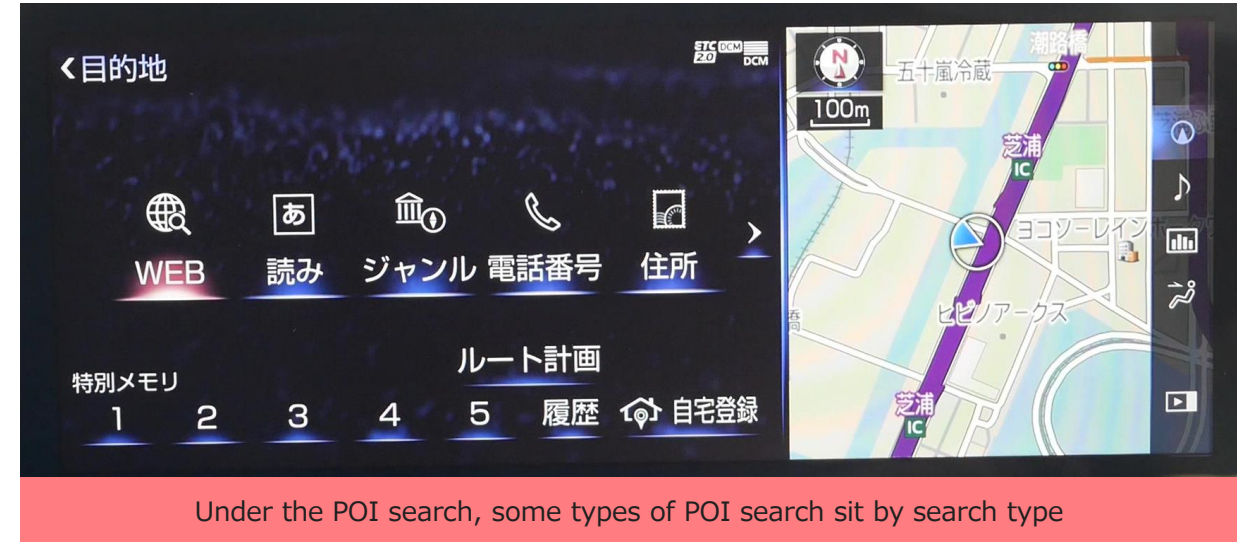 目的地
ETC 2.0 DCM
DCM
WEB
読み
あ
ジャンル
電話番号
住所
ルート計画
特別メモリ
1 2 3 4 5 履歴 自宅登録
N
100m
潮路橋
五十嵐冷蔵
芝浦
IC
ヨコソーレインボー
ヒビノアークス
芝浦
IC
Under the POI search, some types of POI search sit by search type